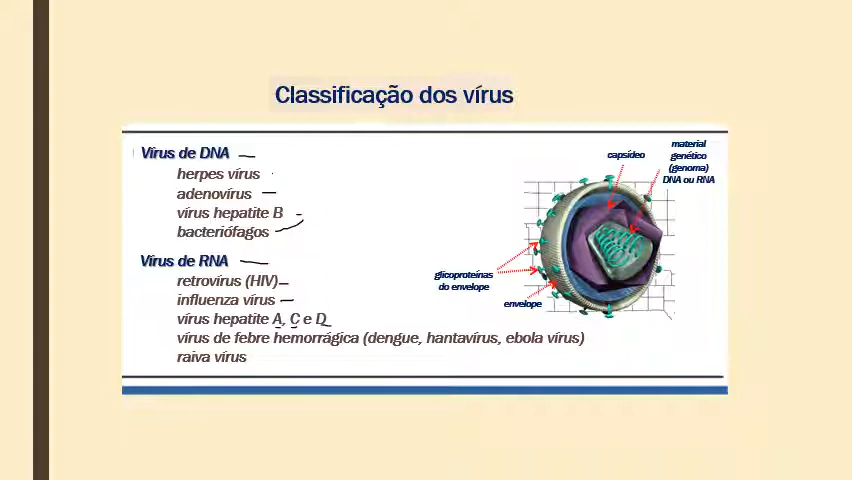 Classificação dos vírus
Vírus de DNA
herpes vírus
adenovírus
vírus hepatite B
bacteriófagos
Vírus de RNA
retrovírus (HIV)
influenza vírus
vírus hepatite A, C e D
vírus de febre hemorrágica (dengue, hantavírus, ebola vírus)
raiva vírus
capsídeo
material
genético
(genoma)
DNA ou RNA
glicoproteínas
do envelope
envelope